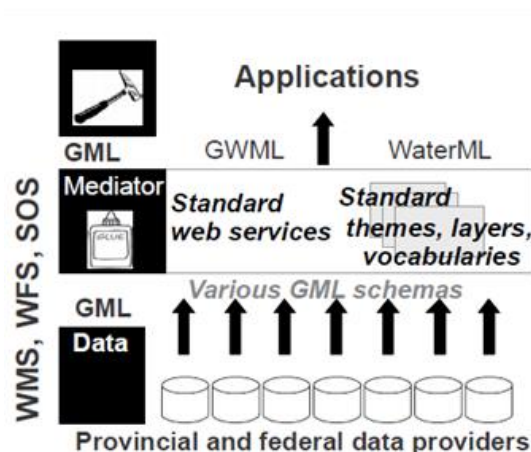 Applications
GML
GWML
WaterML
Mediator
GLUE
Standard
web services
Standard
themes, layers,
vocabularies
Various GML schemas
GML
Data
Provincial and federal data providers
WMS, WFS, SOS